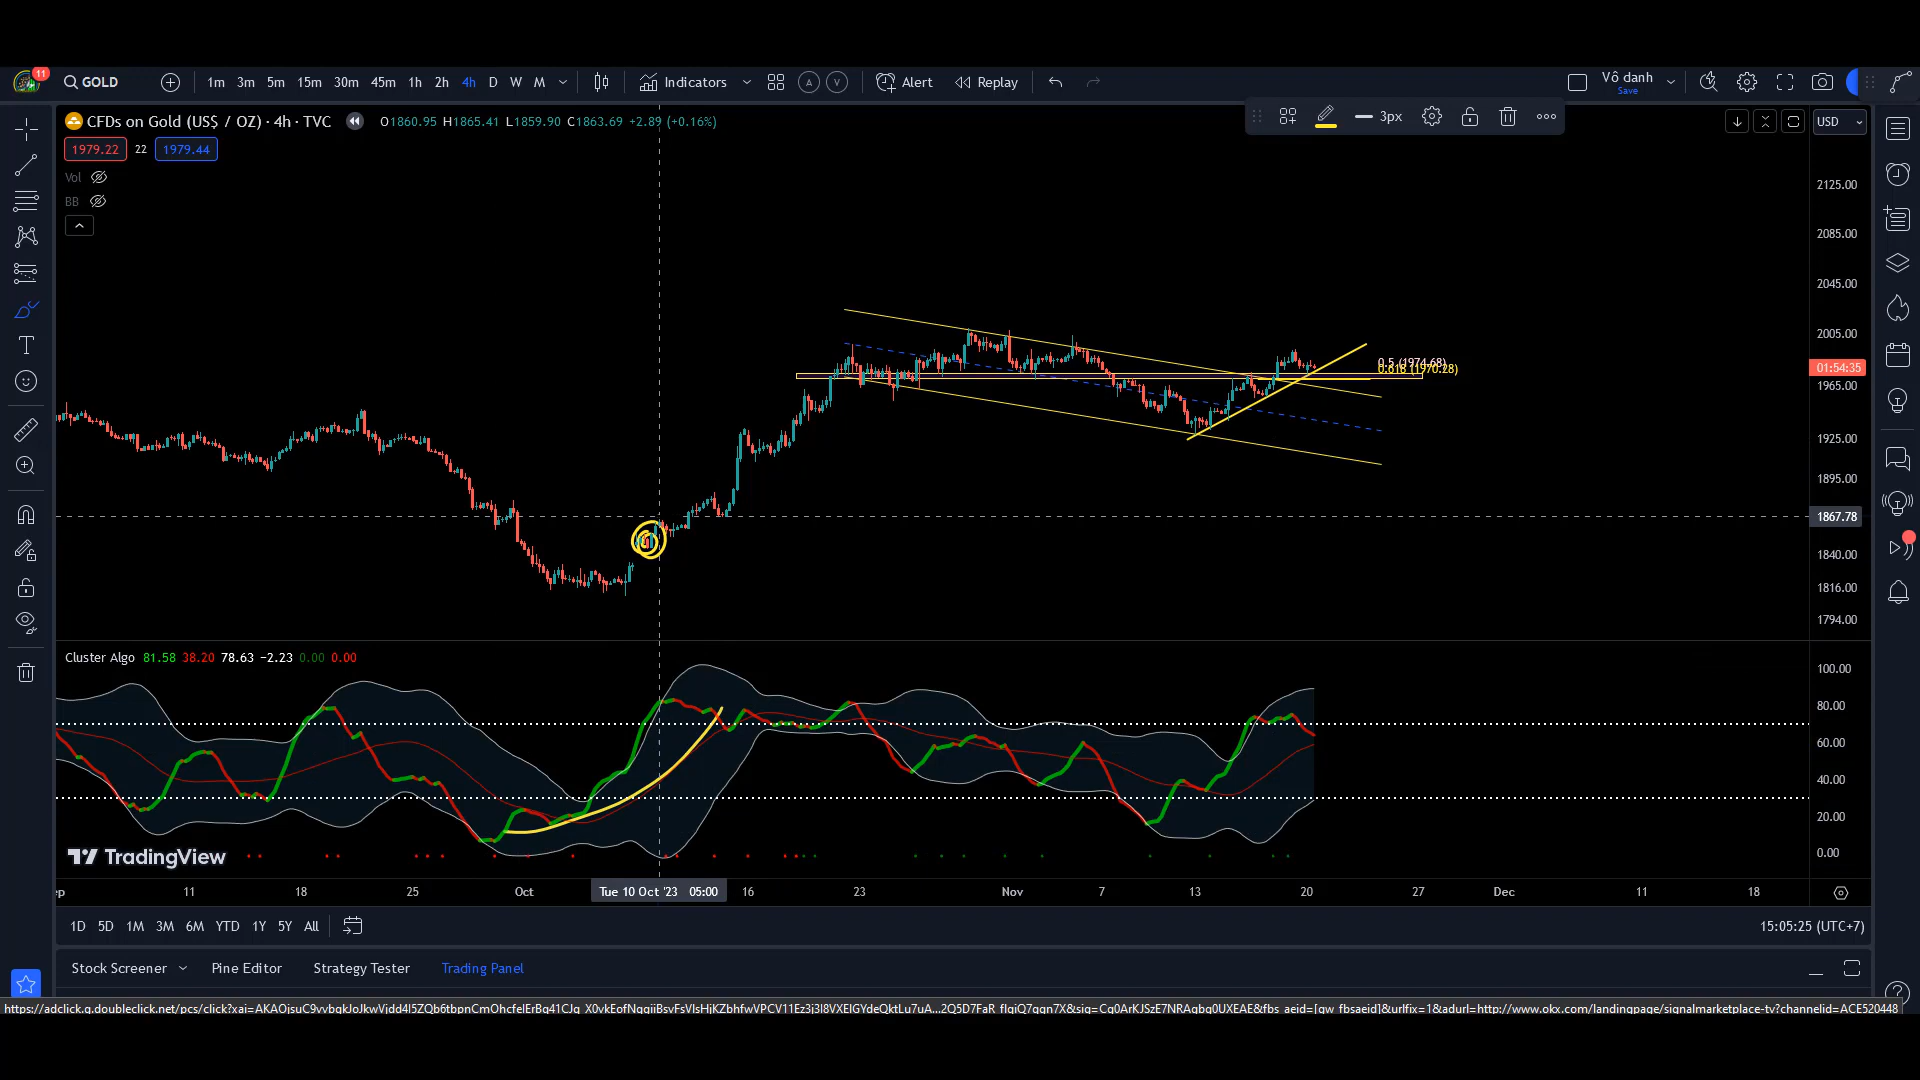 11
GOLD
1m 3m 5m 15m 30m 45m 1h 2h 4h D W M
Indicators
A V
Alert
Replay
Vô danh
Save
CFDs on Gold (US$ / OZ) · 4h · TVC
O1860.95 H1865.41 L1859.90 C1863.69 +2.89 (+0.16%)
3px
USD
1979.22 22 1979.44
Vol
BB
2125.00
2085.00
2045.00
2005.00
0.5 (1974.68)
0.618 (1970.28)
01:54:35
1965.00
1925.00
1895.00
1867.78
1840.00
1816.00
1794.00
Cluster Algo 81.58 38.20 78.63 −2.23 0.00 0.00
100.00
80.00
60.00
40.00
20.00
0.00
TradingView
11 18 25 Oct Tue 10 Oct '23 05:00 16 23 Nov 7 13 20 27 Dec 11 18
1D 5D 1M 3M 6M YTD 1Y 5Y All
15:05:25 (UTC+7)
Stock Screener
Pine Editor
Strategy Tester
Trading Panel